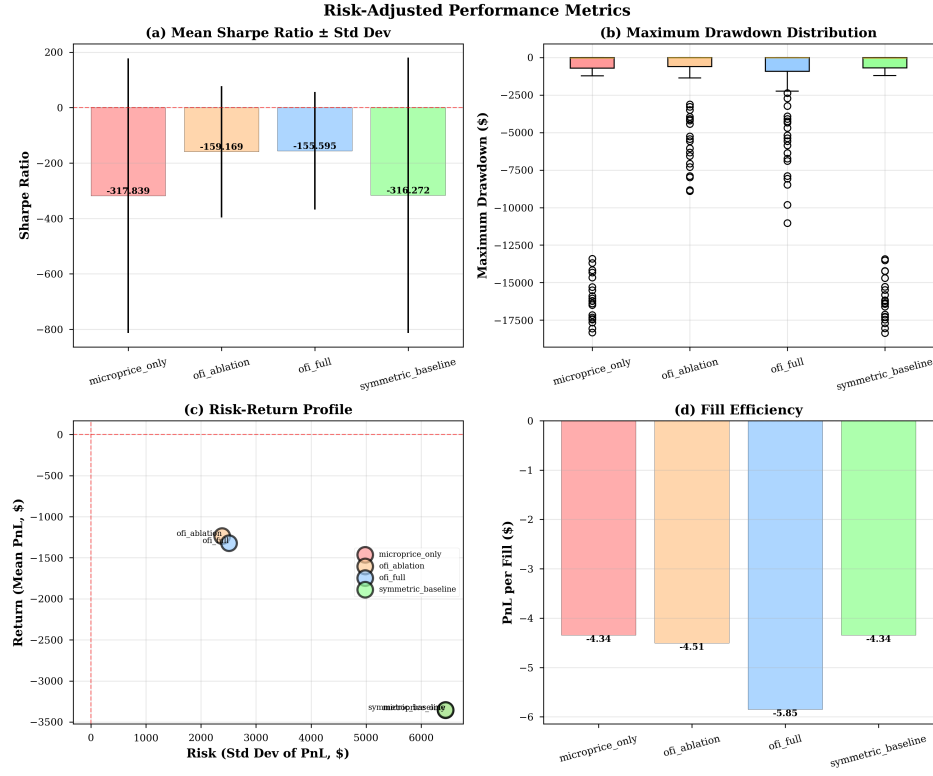 Risk-Adjusted Performance Metrics
(a) Mean Sharpe Ratio ± Std Dev
Sharpe Ratio
200
0
−200
−400
−600
−800
-317.839
-159.169
-155.595
-316.272
microprice_only
ofi_ablation
ofi_full
symmetric_baseline
(b) Maximum Drawdown Distribution
Maximum Drawdown ($)
0
−2500
−5000
−7500
−10000
−12500
−15000
−17500
microprice_only
ofi_ablation
ofi_full
symmetric_baseline
(c) Risk-Return Profile
Return (Mean PnL, $)
0
−500
−1000
−1500
−2000
−2500
−3000
−3500
ofi_ablation
ofi_full
microprice_only
ofi_ablation
ofi_full
symmetric_baseline
0
1000
2000
3000
4000
5000
6000
Risk (Std Dev of PnL, $)
(d) Fill Efficiency
PnL per Fill ($)
0
−1
−2
−3
−4
−5
−6
-4.34
-4.51
-5.85
-4.34
microprice_only
ofi_ablation
ofi_full
symmetric_baseline